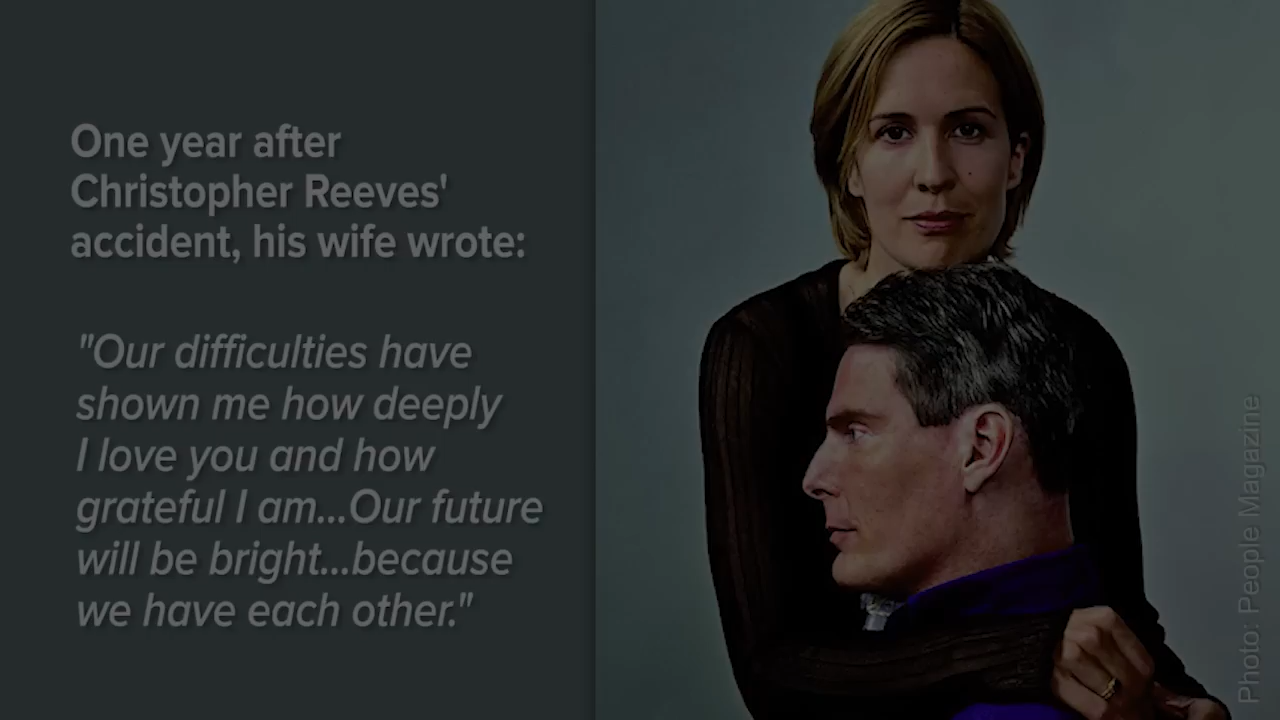 One year after
Christopher Reeves'
accident, his wife wrote:
"Our difficulties have
shown me how deeply
I love you and how
grateful I am...Our future
will be bright...because
we have each other."
Photo: People Magazine